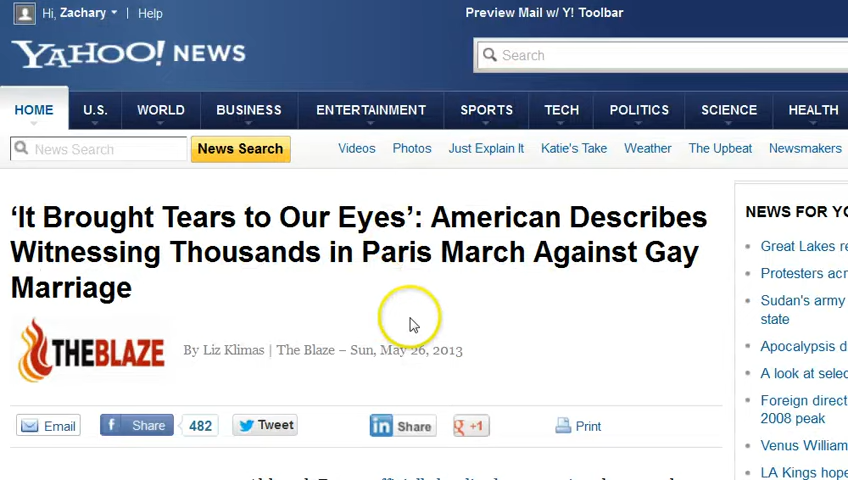 Hi, Zachary | Help
Preview Mail w/ Y! Toolbar
YAHOO! NEWS
Search
HOME U.S. WORLD BUSINESS ENTERTAINMENT SPORTS TECH POLITICS SCIENCE HEALTH
News Search News Search Videos Photos Just Explain It Katie's Take Weather The Upbeat Newsmakers
‘It Brought Tears to Our Eyes’: American Describes
Witnessing Thousands in Paris March Against Gay
Marriage
THEBLAZE
By Liz Klimas | The Blaze – Sun, May 26, 2013
Email Share 482 Tweet Share +1 Print
NEWS FOR YO
Great Lakes re
Protesters acr
Sudan's army
state
Apocalypsis d
A look at selec
Foreign direct
2008 peak
Venus William
LA Kings hope